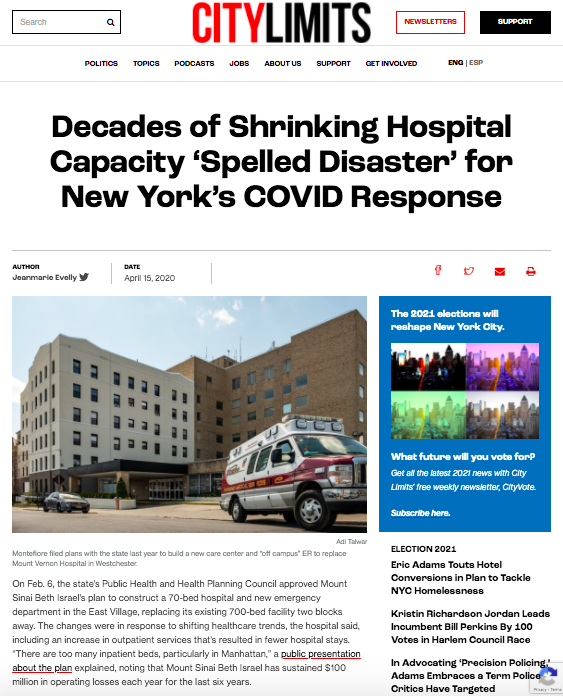 Search
CITYLIMITS
NEWSLETTERS
SUPPORT
POLITICS TOPICS PODCASTS JOBS ABOUT US SUPPORT GET INVOLVED ENG | ESP
Decades of Shrinking Hospital
Capacity ‘Spelled Disaster’ for
New York’s COVID Response
AUTHOR
Jeanmarie Evelly
DATE
April 15, 2020
Adi Talwar
Montefiore filed plans with the state last year to build a new care center and "off campus" ER to replace
Mount Vernon Hospital in Westchester.
On Feb. 6, the state’s Public Health and Health Planning Council approved Mount
Sinai Beth Israel’s plan to construct a 70-bed hospital and new emergency
department in the East Village, replacing its existing 700-bed facility two blocks
away. The changes were in response to shifting healthcare trends, the hospital said,
including an increase in outpatient services that’s resulted in fewer hospital stays.
“There are too many inpatient beds, particularly in Manhattan,” a public presentation
about the plan explained, noting that Mount Sinai Beth Israel has sustained $100
million in operating losses each year for the last six years.
The 2021 elections will
reshape New York City.
What future will you vote for?
Get all the latest 2021 news with City
Limits’ free weekly newsletter, CityVote.
Subscribe here.
ELECTION 2021
Eric Adams Touts Hotel
Conversions in Plan to Tackle
NYC Homelessness
Kristin Richardson Jordan Leads
Incumbent Bill Perkins By 100
Votes in Harlem Council Race
In Advocating ‘Precision Policing,’
Adams Embraces a Term Police
Critics Have Targeted
Privacy - Terms